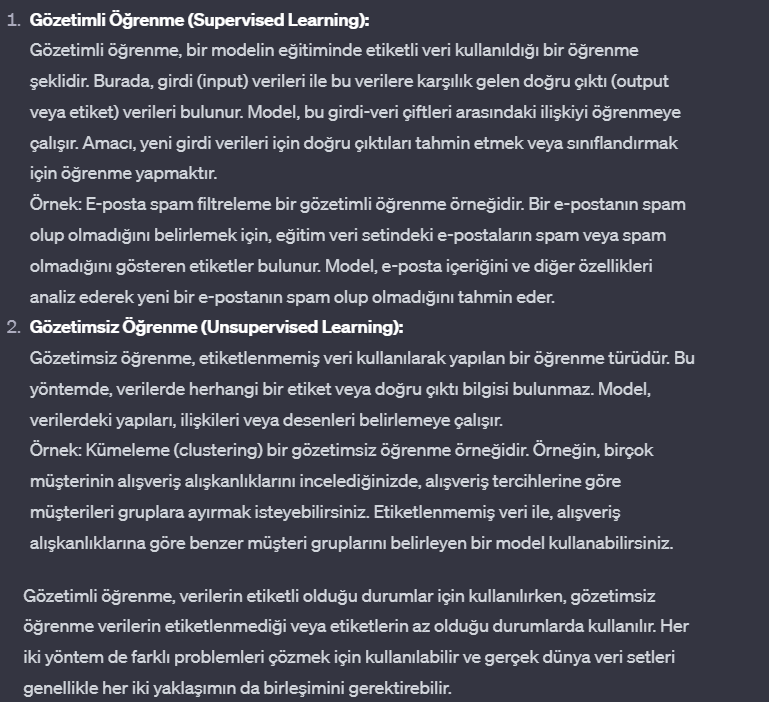 1. Gözetimli Öğrenme (Supervised Learning):
Gözetimli öğrenme, bir modelin eğitiminde etiketli veri kullanıldığı bir öğrenme
şeklidir. Burada, girdi (input) verileri ile bu verilere karşılık gelen doğru çıktı (output
veya etiket) verileri bulunur. Model, bu girdi-veri çiftleri arasındaki ilişkiyi öğrenmeye
çalışır. Amacı, yeni girdi verileri için doğru çıktıları tahmin etmek veya sınıflandırmak
için öğrenme yapmaktır.
Örnek: E-posta spam filtreleme bir gözetimli öğrenme örneğidir. Bir e-postanın spam
olup olmadığını belirlemek için, eğitim veri setindeki e-postaların spam veya spam
olmadığını gösteren etiketler bulunur. Model, e-posta içeriğini ve diğer özellikleri
analiz ederek yeni bir e-postanın spam olup olmadığını tahmin eder.
2. Gözetimsiz Öğrenme (Unsupervised Learning):
Gözetimsiz öğrenme, etiketlenmemiş veri kullanılarak yapılan bir öğrenme türüdür. Bu
yöntemde, verilerde herhangi bir etiket veya doğru çıktı bilgisi bulunmaz. Model,
verilerdeki yapıları, ilişkileri veya desenleri belirlemeye çalışır.
Örnek: Kümeleme (clustering) bir gözetimsiz öğrenme örneğidir. Örneğin, birçok
müşterinin alışveriş alışkanlıklarını incelediğinizde, alışveriş tercihlerine göre
müşterileri gruplara ayırmak isteyebilirsiniz. Etiketlenmemiş veri ile, alışveriş
alışkanlıklarına göre benzer müşteri gruplarını belirleyen bir model kullanabilirsiniz.
Gözetimli öğrenme, verilerin etiketli olduğu durumlar için kullanılırken, gözetimsiz
öğrenme verilerin etiketlenmediği veya etiketlerin az olduğu durumlarda kullanılır. Her
iki yöntem de farklı problemleri çözmek için kullanılabilir ve gerçek dünya veri setleri
genellikle her iki yaklaşımın da birleşimini gerektirebilir.